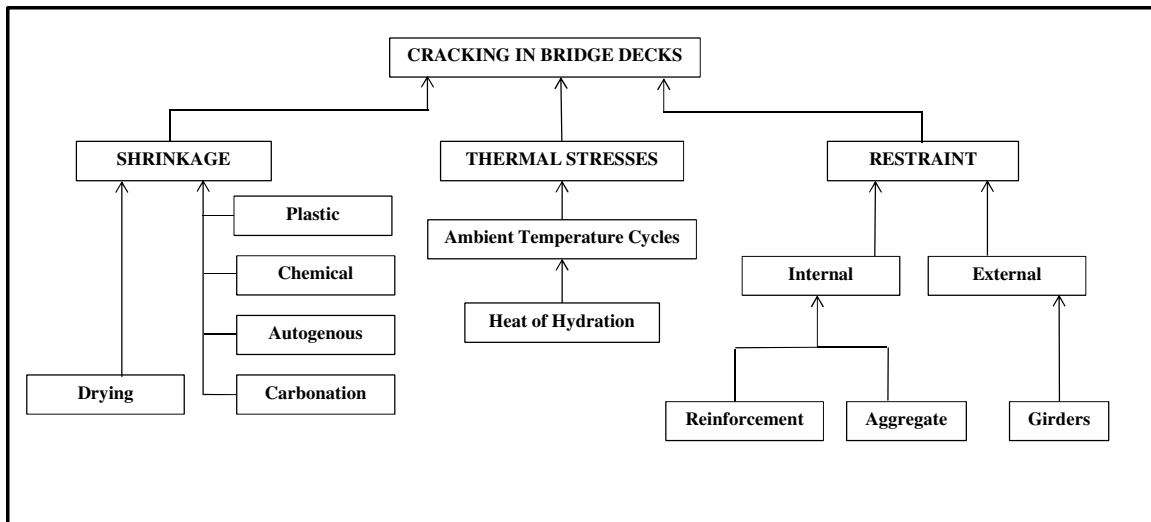 CRACKING IN BRIDGE DECKS
SHRINKAGE
THERMAL STRESSES
RESTRAINT
Plastic
Ambient Temperature Cycles
Chemical
Internal
External
Heat of Hydration
Autogenous
Drying
Carbonation
Reinforcement
Aggregate
Girders